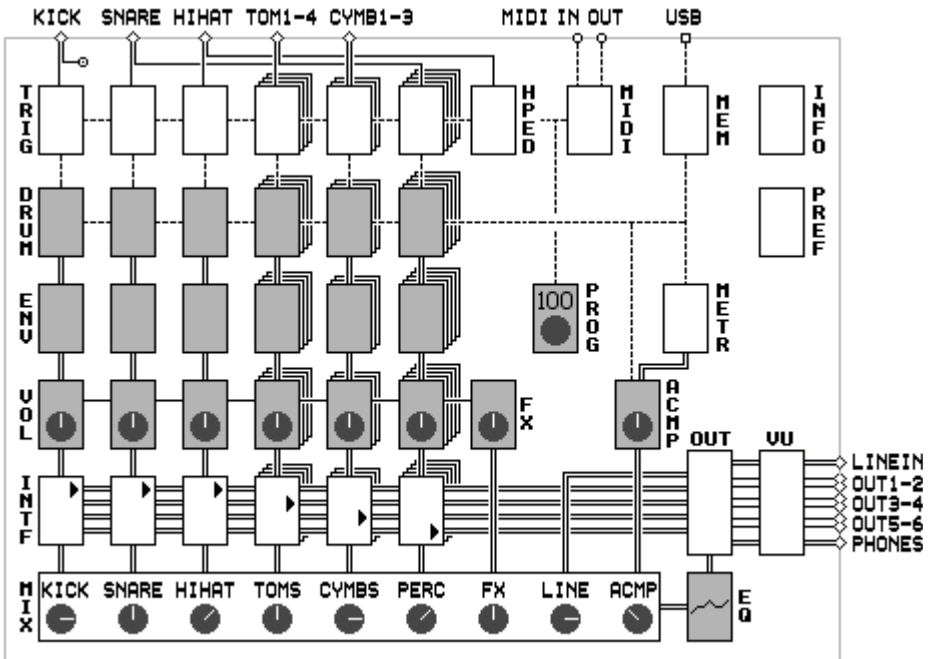 KICK SNARE HIHAT TOM1-4 CYMB1-3 MIDI IN OUT USB
TRIG
HPED
MIDI
MEM
INFO
DRUM
PREF
ENV
100
PROG
METR
VOL
FX
ACMP
OUT
VU
INTF
LINEIN
OUT1-2
OUT3-4
OUT5-6
PHONES
MIX
KICK SNARE HIHAT TOMS CYMBS PERC FX LINE ACMP
EQ